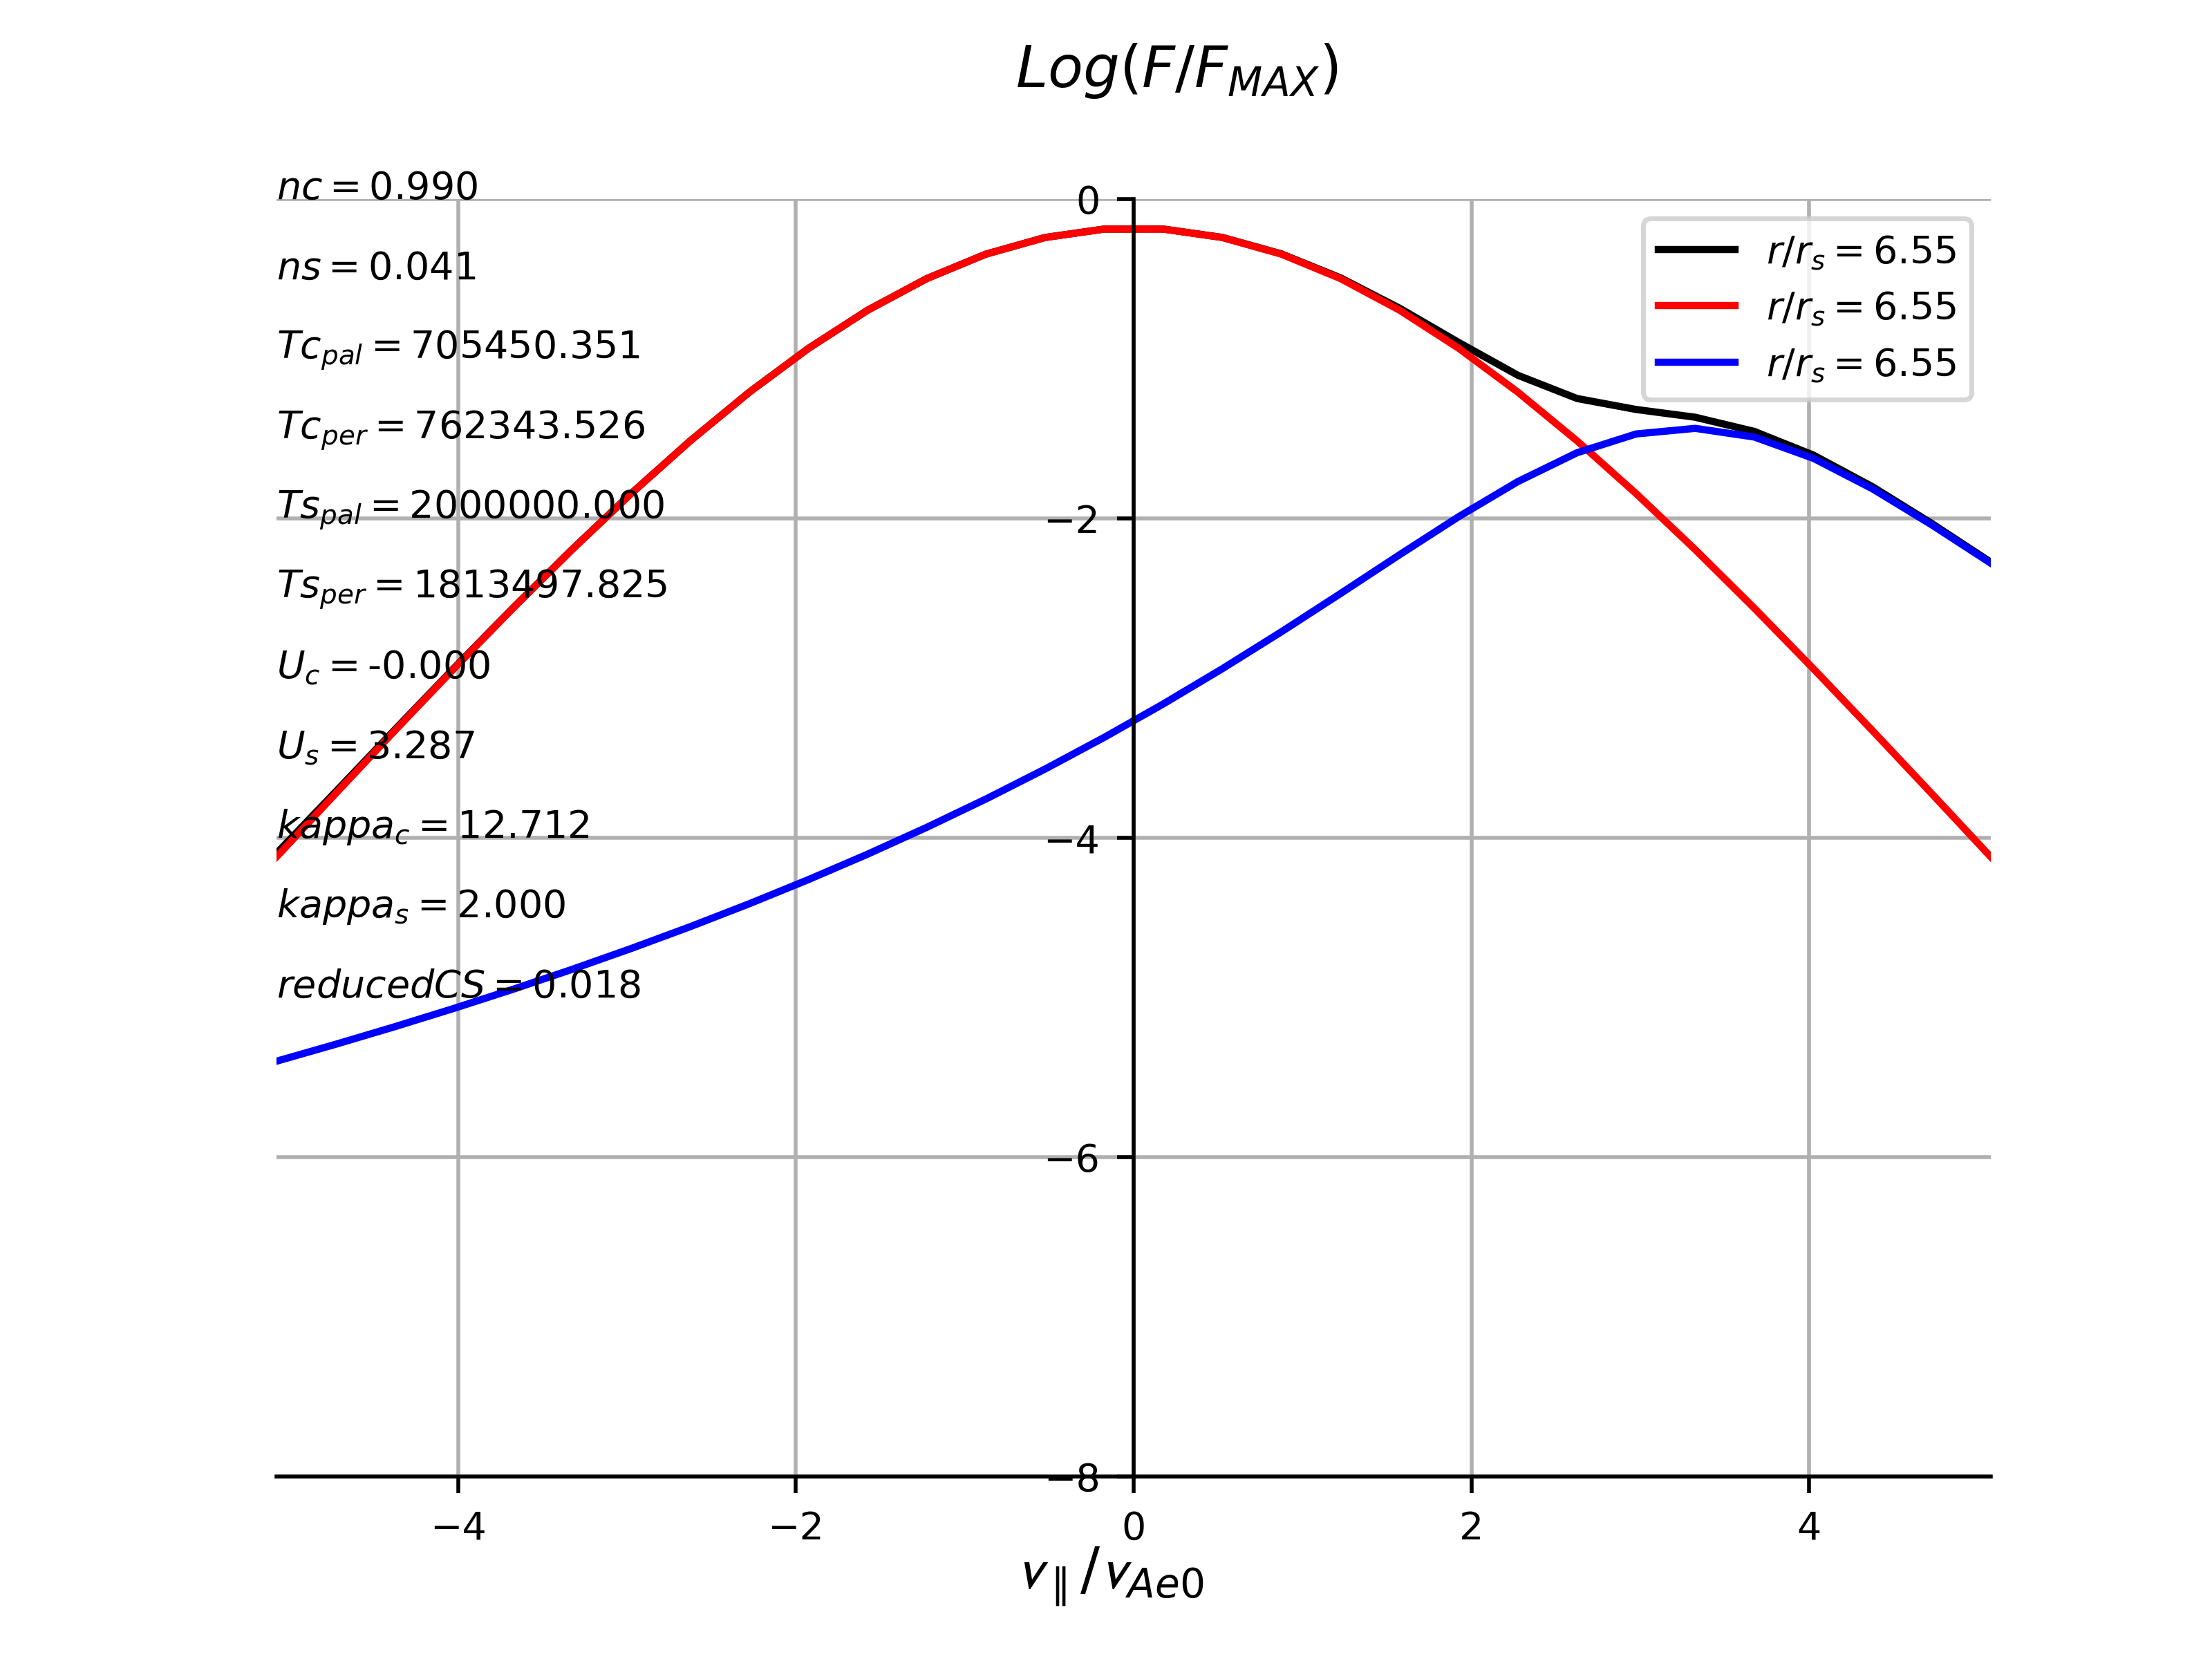 Log(F/F_MAX)
nc = 0.990
ns = 0.041
Tc_pal = 705450.351
Tc_per = 762343.526
Ts_pal = 2000000.000
Ts_per = 1813497.825
U_c = -0.000
U_s = 3.287
kappa_c = 12.712
kappa_s = 2.000
reducedCS = 0.018
0
−2
−4
−6
−8
r/r_s = 6.55
r/r_s = 6.55
r/r_s = 6.55
−4 −2 0 2 4
v_∥/v_Ae0